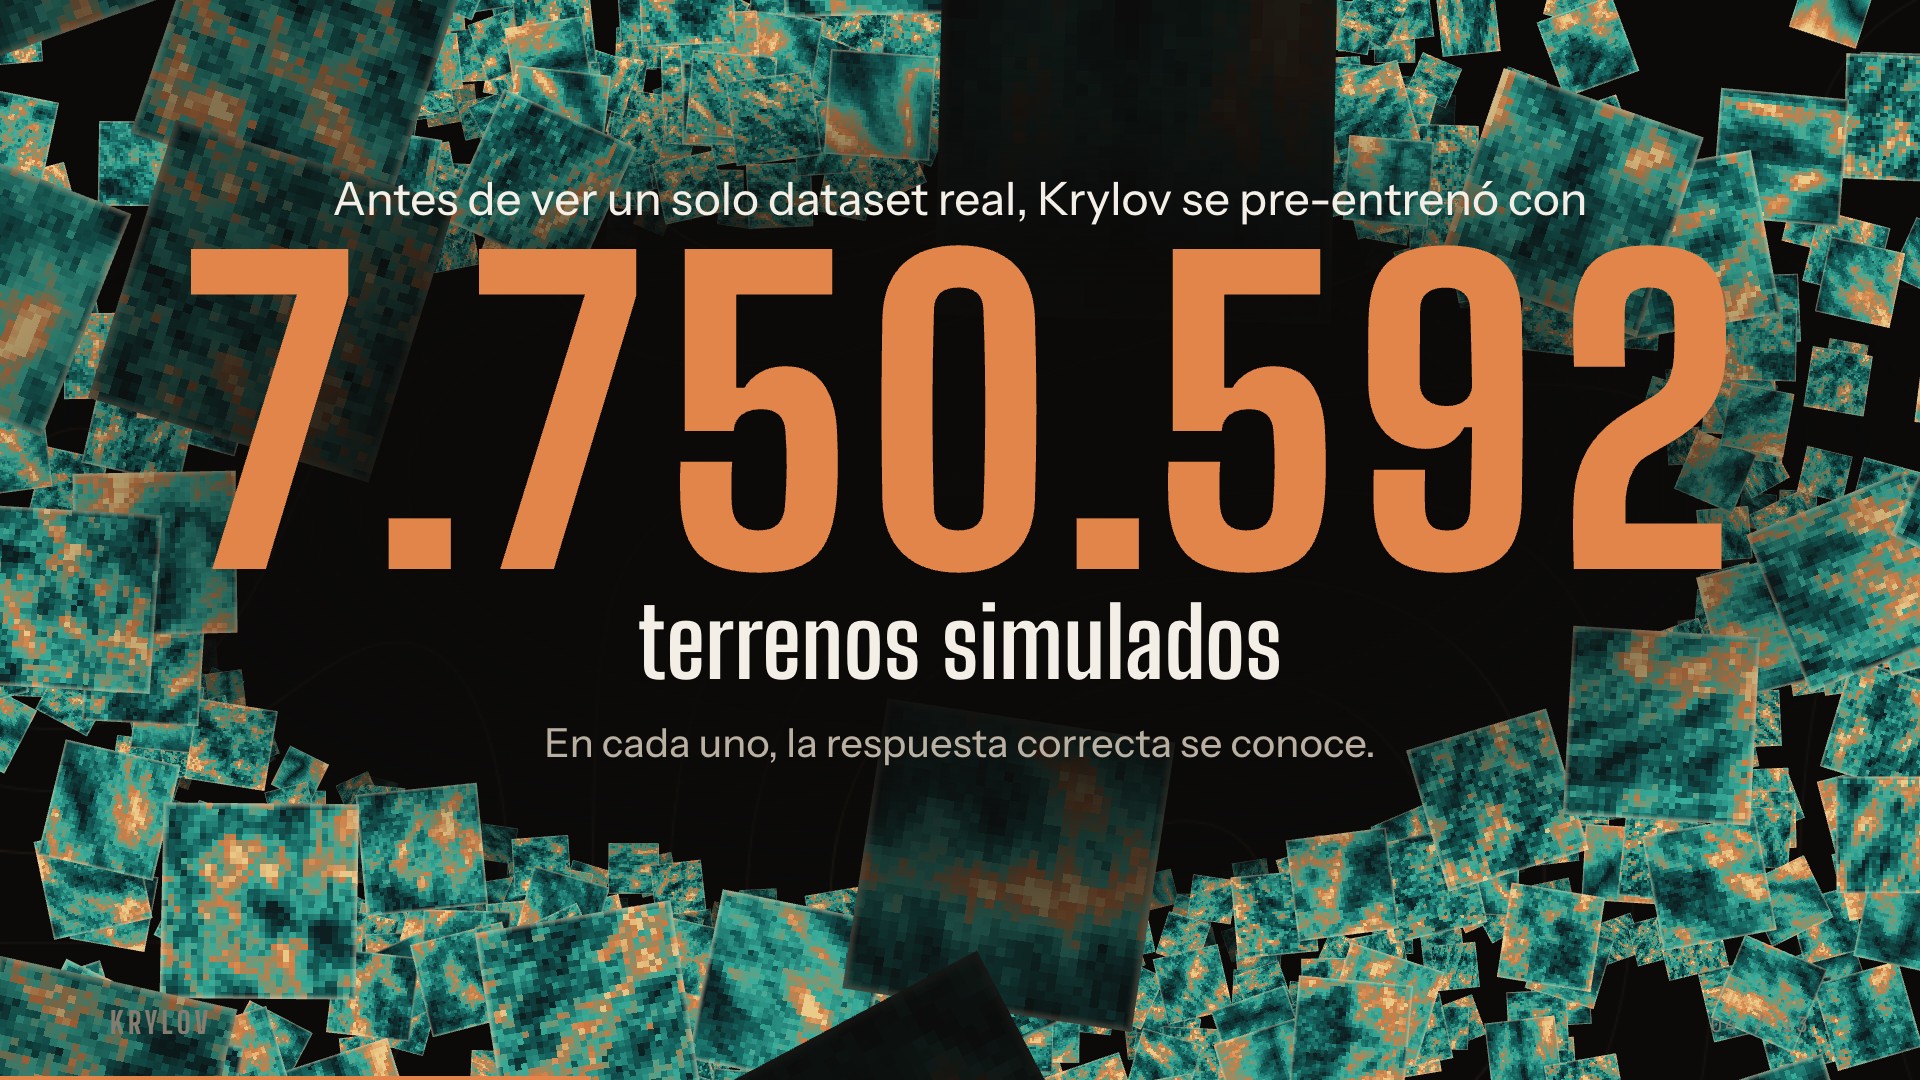 Antes de ver un solo dataset real, Krylov se pre-entrenó con
7.750.592
terrenos simulados
En cada uno, la respuesta correcta se conoce.
KRYLOV